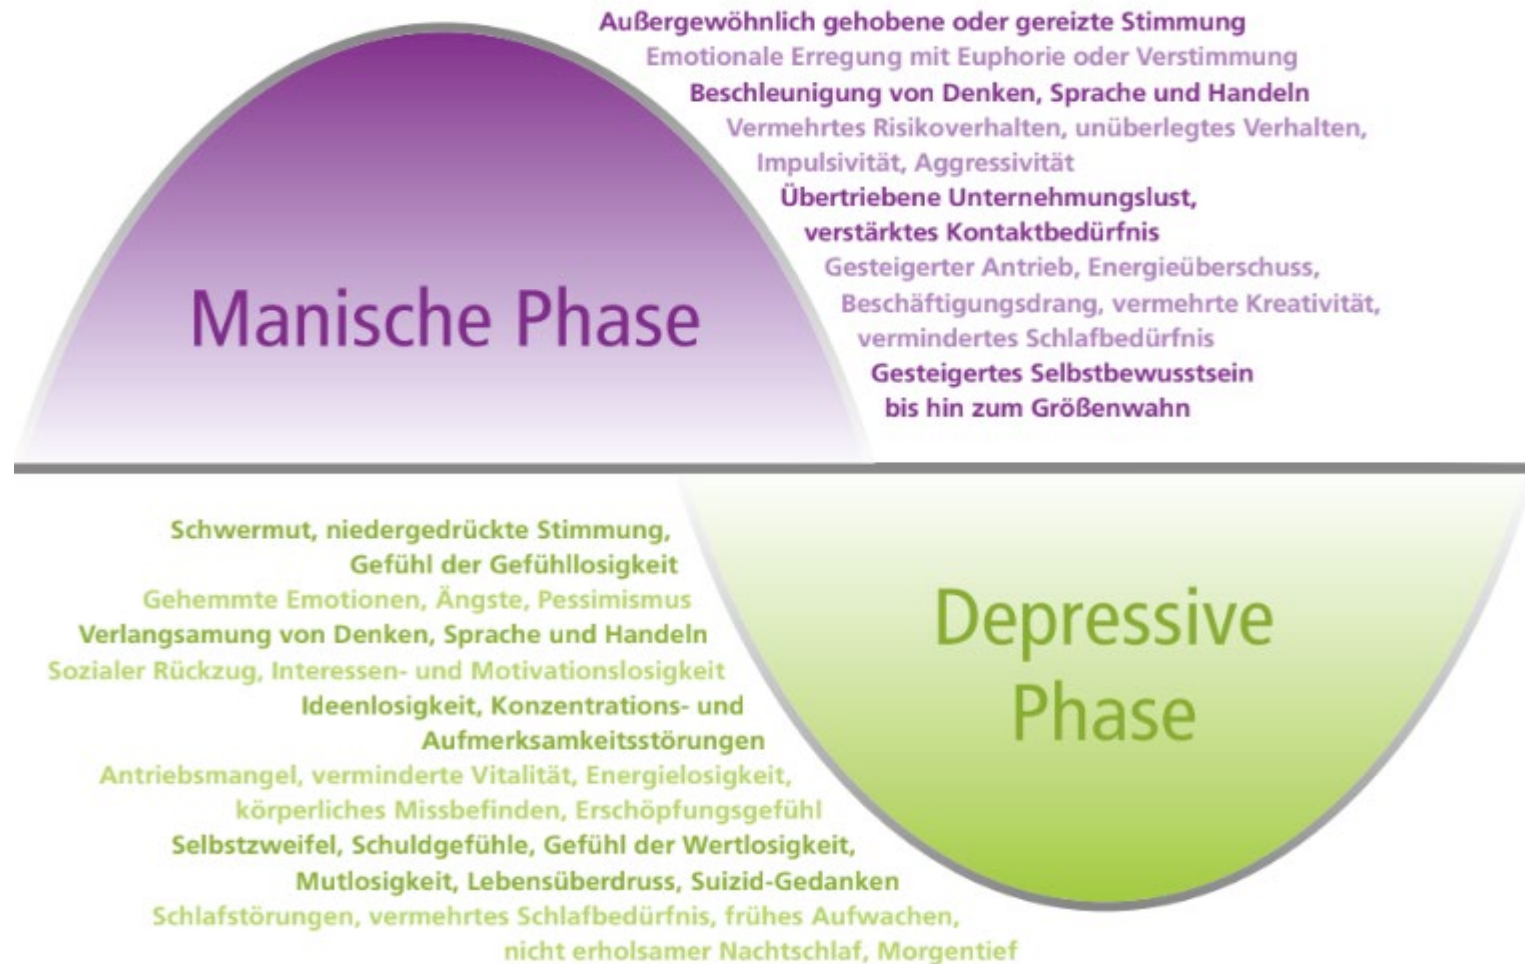 Außergewöhnlich gehobene oder gereizte Stimmung
Emotionale Erregung mit Euphorie oder Verstimmung
Beschleunigung von Denken, Sprache und Handeln
Vermehrtes Risikoverhalten, unüberlegtes Verhalten,
Impulsivität, Aggressivität
Übertriebene Unternehmungslust,
verstärktes Kontaktbedürfnis
Gesteigerter Antrieb, Energieüberschuss,
Beschäftigungsdrang, vermehrte Kreativität,
vermindertes Schlafbedürfnis
Gesteigertes Selbstbewusstsein
bis hin zum Größenwahn
Manische Phase
Schwermut, niedergedrückte Stimmung,
Gefühl der Gefühllosigkeit
Gehemmte Emotionen, Ängste, Pessimismus
Verlangsamung von Denken, Sprache und Handeln
Sozialer Rückzug, Interessen- und Motivationslosigkeit
Ideenlosigkeit, Konzentrations- und
Aufmerksamkeitsstörungen
Antriebsmangel, verminderte Vitalität, Energielosigkeit,
körperliches Missbefinden, Erschöpfungsgefühl
Selbstzweifel, Schuldgefühle, Gefühl der Wertlosigkeit,
Mutlosigkeit, Lebensüberdruss, Suizid-Gedanken
Schlafstörungen, vermehrtes Schlafbedürfnis, frühes Aufwachen,
nicht erholsamer Nachtschlaf, Morgentief
Depressive
Phase